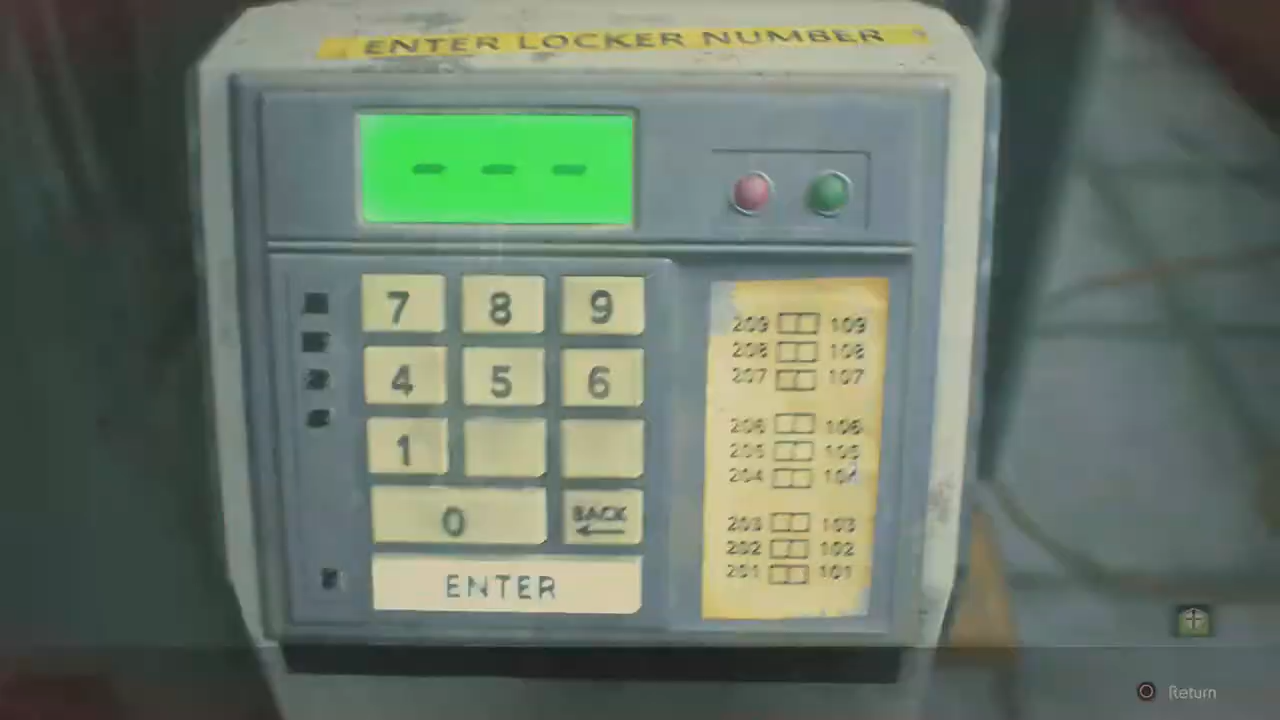 ENTER LOCKER NUMBER
- - -
7 8 9
4 5 6
1
0 BACK
ENTER
209 109
208 108
207 107
206 106
205 105
204 104
203 103
202 102
201 101
Return